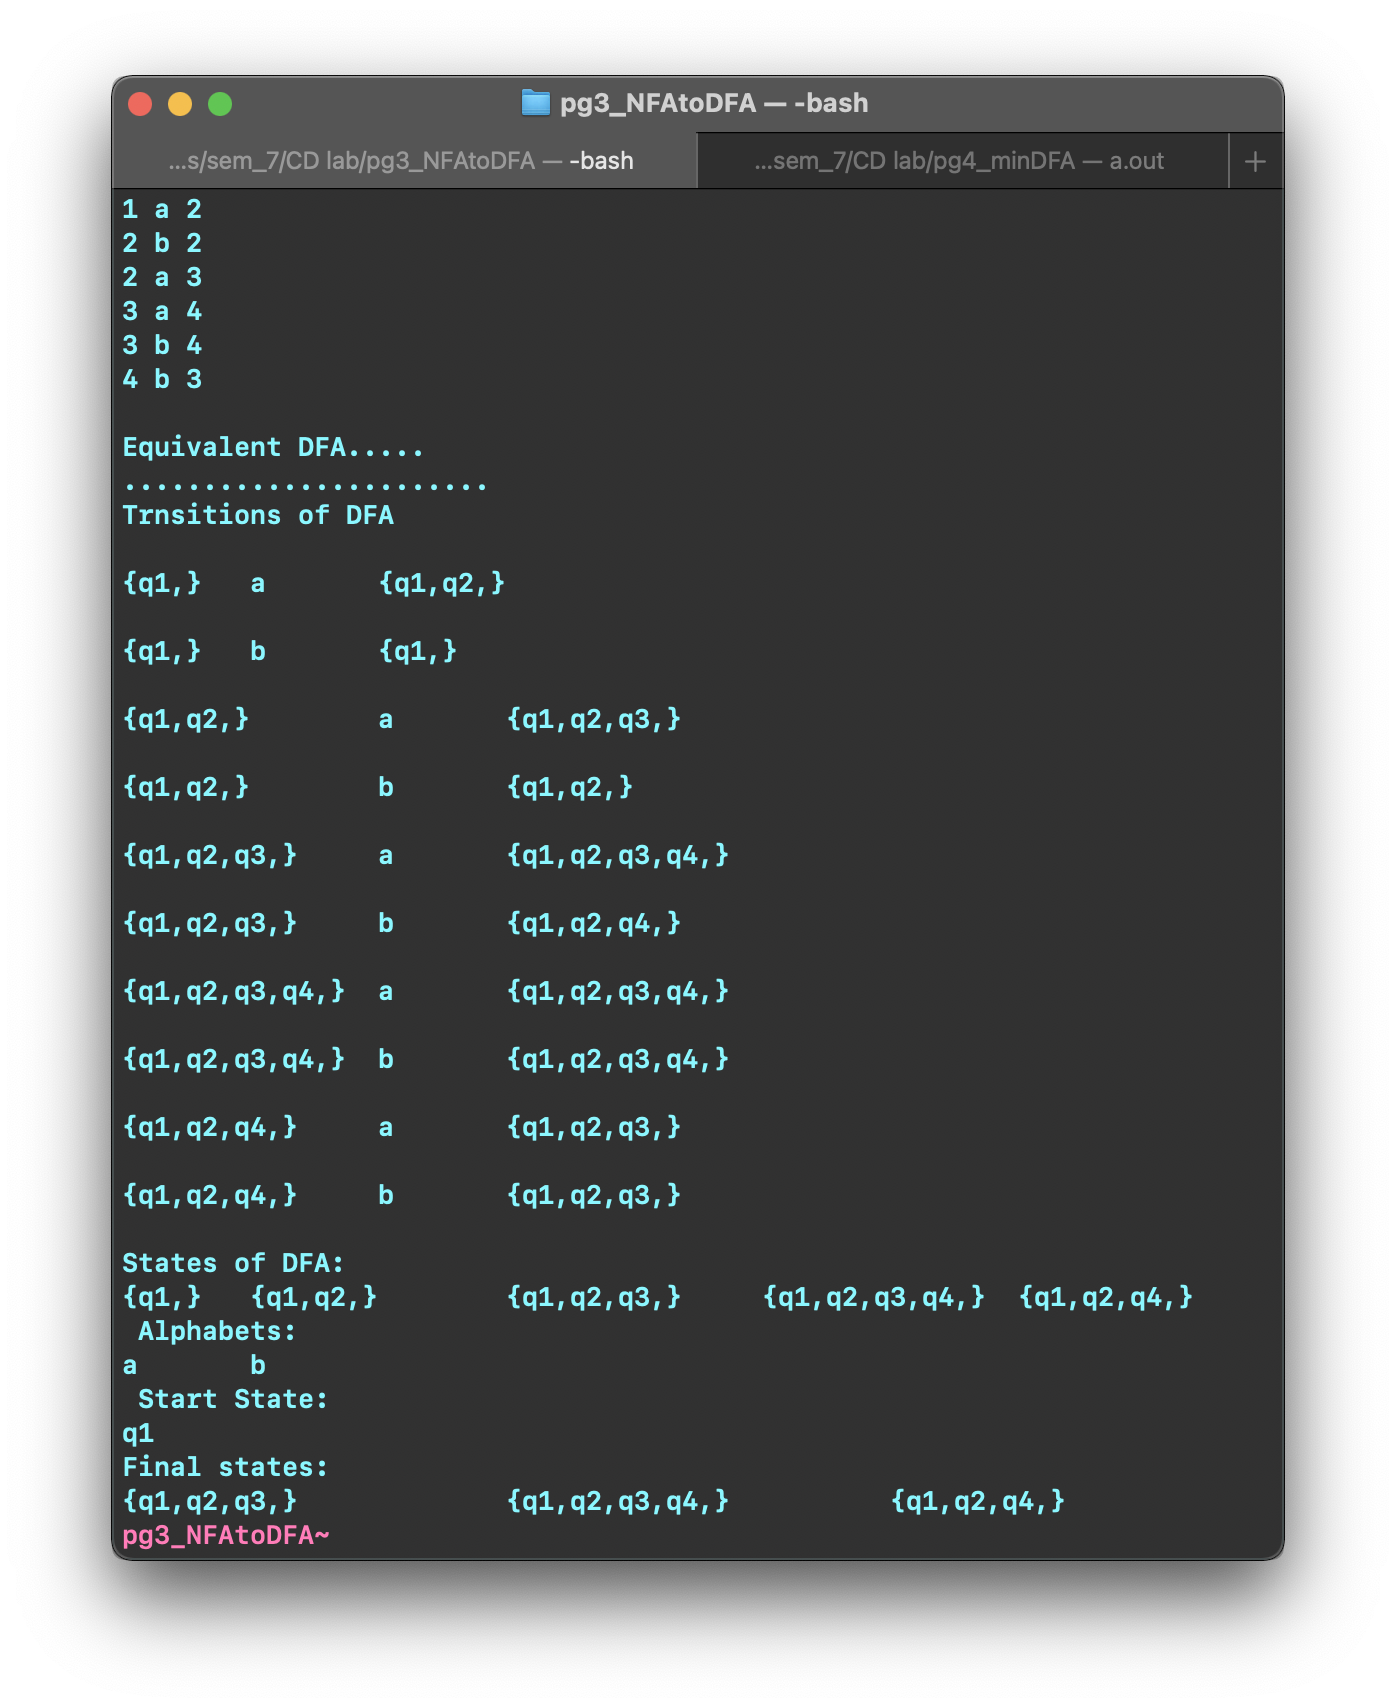 pg3_NFAtoDFA — -bash
...s/sem_7/CD lab/pg3_NFAtoDFA — -bash ...sem_7/CD lab/pg4_minDFA — a.out +
1 a 2
2 b 2
2 a 3
3 a 4
3 b 4
4 b 3
Equivalent DFA.....
.......................
Trnsitions of DFA
{q1,} a {q1,q2,}
{q1,} b {q1,}
{q1,q2,} a {q1,q2,q3,}
{q1,q2,} b {q1,q2,}
{q1,q2,q3,} a {q1,q2,q3,q4,}
{q1,q2,q3,} b {q1,q2,q4,}
{q1,q2,q3,q4,} a {q1,q2,q3,q4,}
{q1,q2,q3,q4,} b {q1,q2,q3,q4,}
{q1,q2,q4,} a {q1,q2,q3,}
{q1,q2,q4,} b {q1,q2,q3,}
States of DFA:
{q1,} {q1,q2,} {q1,q2,q3,} {q1,q2,q3,q4,} {q1,q2,q4,}
Alphabets:
a b
Start State:
q1
Final states:
{q1,q2,q3,} {q1,q2,q3,q4,} {q1,q2,q4,}
pg3_NFAtoDFA~